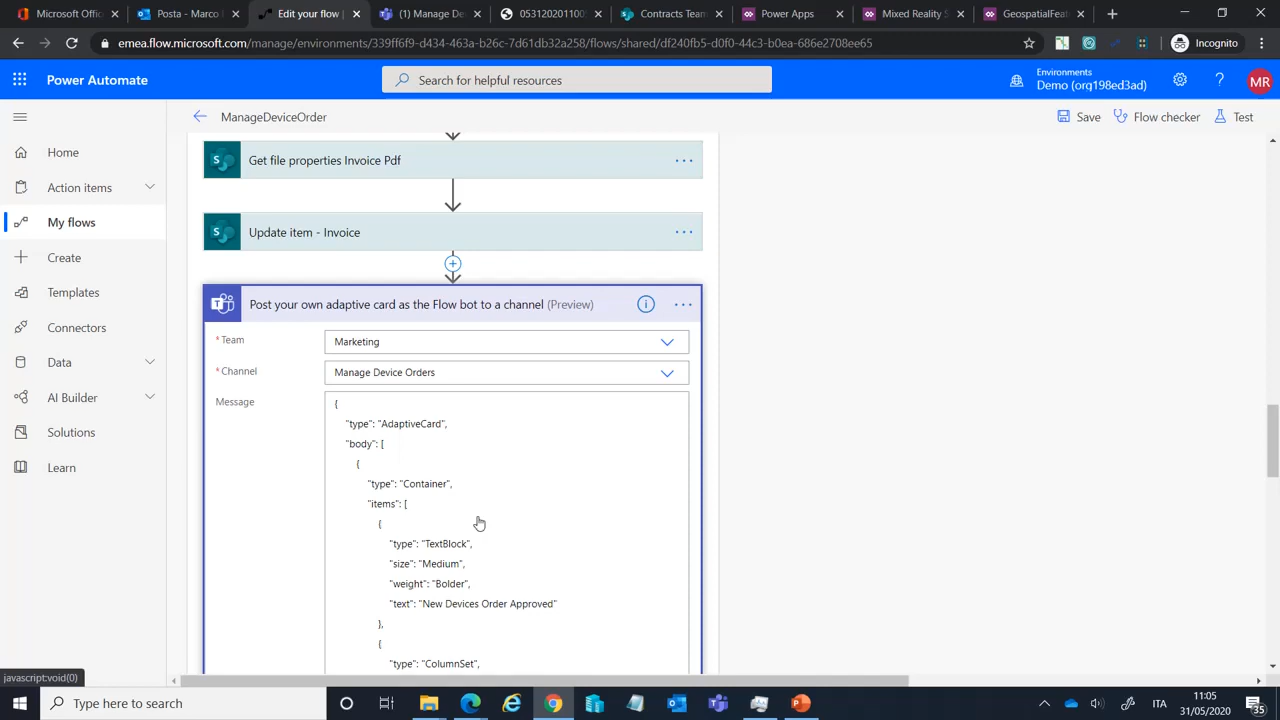 Microsoft Offic
Posta - Marco
Edit your flow
(1) Manage De
053120201100
Contracts Team
Power Apps
Mixed Reality S
GeospatialFeat
emea.flow.microsoft.com/manage/environments/339ff6f9-d434-463a-b26c-7d61db32a258/flows/shared/df240fb5-d0f0-44c3-b0ea-686e2708ee65
Incognito
Power Automate
Search for helpful resources
Environments
Demo (org198ed3ad)
?
MR
ManageDeviceOrder
Save
Flow checker
Test
Home
Action items
My flows
Create
Templates
Connectors
Data
AI Builder
Solutions
Learn
S
Get file properties Invoice Pdf
...
S
Update item - Invoice
...
T
Post your own adaptive card as the Flow bot to a channel (Preview)
i
...
* Team
Marketing
* Channel
Manage Device Orders
Message
{
"type": "AdaptiveCard",
"body": [
{
"type": "Container",
"items": [
{
"type": "TextBlock",
"size": "Medium",
"weight": "Bolder",
"text": "New Devices Order Approved"
},
{
"type": "ColumnSet",
javascript:void(0)
Type here to search
ITA
11:05
31/05/2020
35